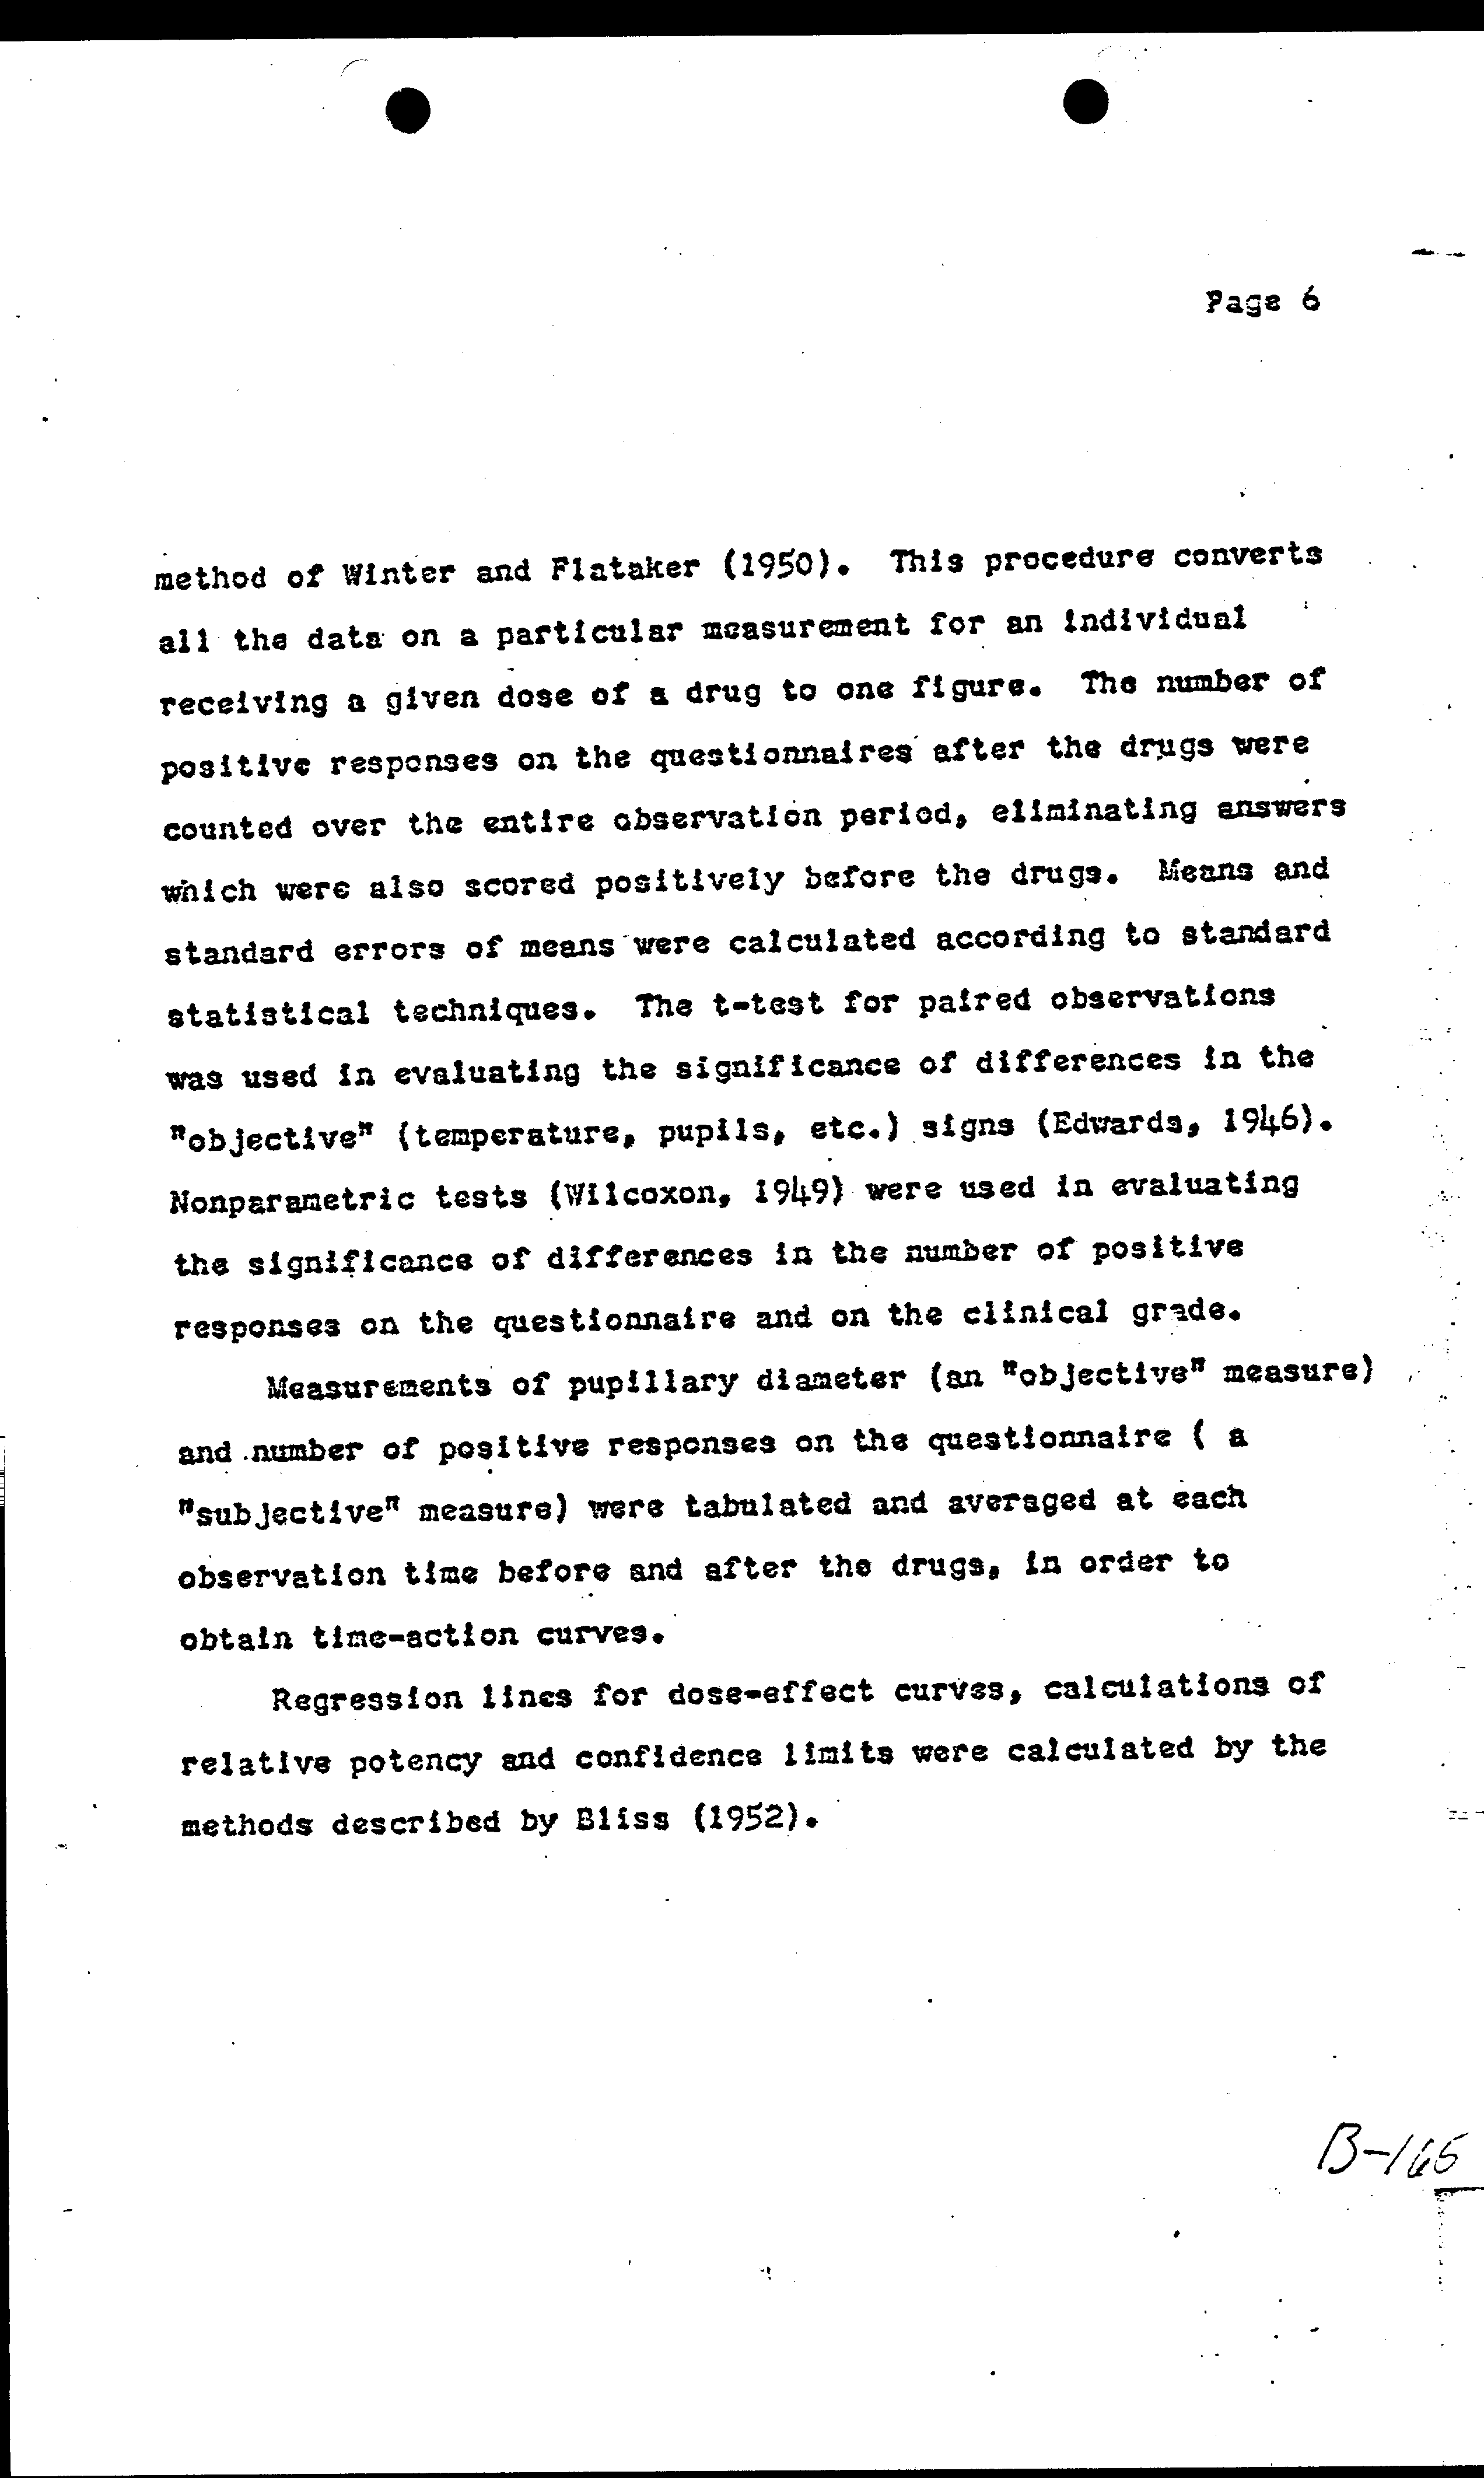 Page 6
method of Winter and Flataker (1950). This procedure converts
all the data on a particular measurement for an individual
receiving a given dose of a drug to one figure. The number of
positive responses on the questionnaires after the drugs were
counted over the entire observation period, eliminating answers
which were also scored positively before the drugs. Means and
standard errors of means were calculated according to standard
statistical techniques. The t-test for paired observations
was used in evaluating the significance of differences in the
"objective" (temperature, pupils, etc.) signs (Edwards, 1946).
Nonparametric tests (Wilcoxon, 1949) were used in evaluating
the significance of differences in the number of positive
responses on the questionnaire and on the clinical grade.
Measurements of pupillary diameter (an "objective" measure)
and number of positive responses on the questionnaire ( a
"subjective" measure) were tabulated and averaged at each
observation time before and after the drugs, in order to
obtain time-action curves.
Regression lines for dose-effect curves, calculations of
relative potency and confidence limits were calculated by the
methods described by Bliss (1952).
B-165